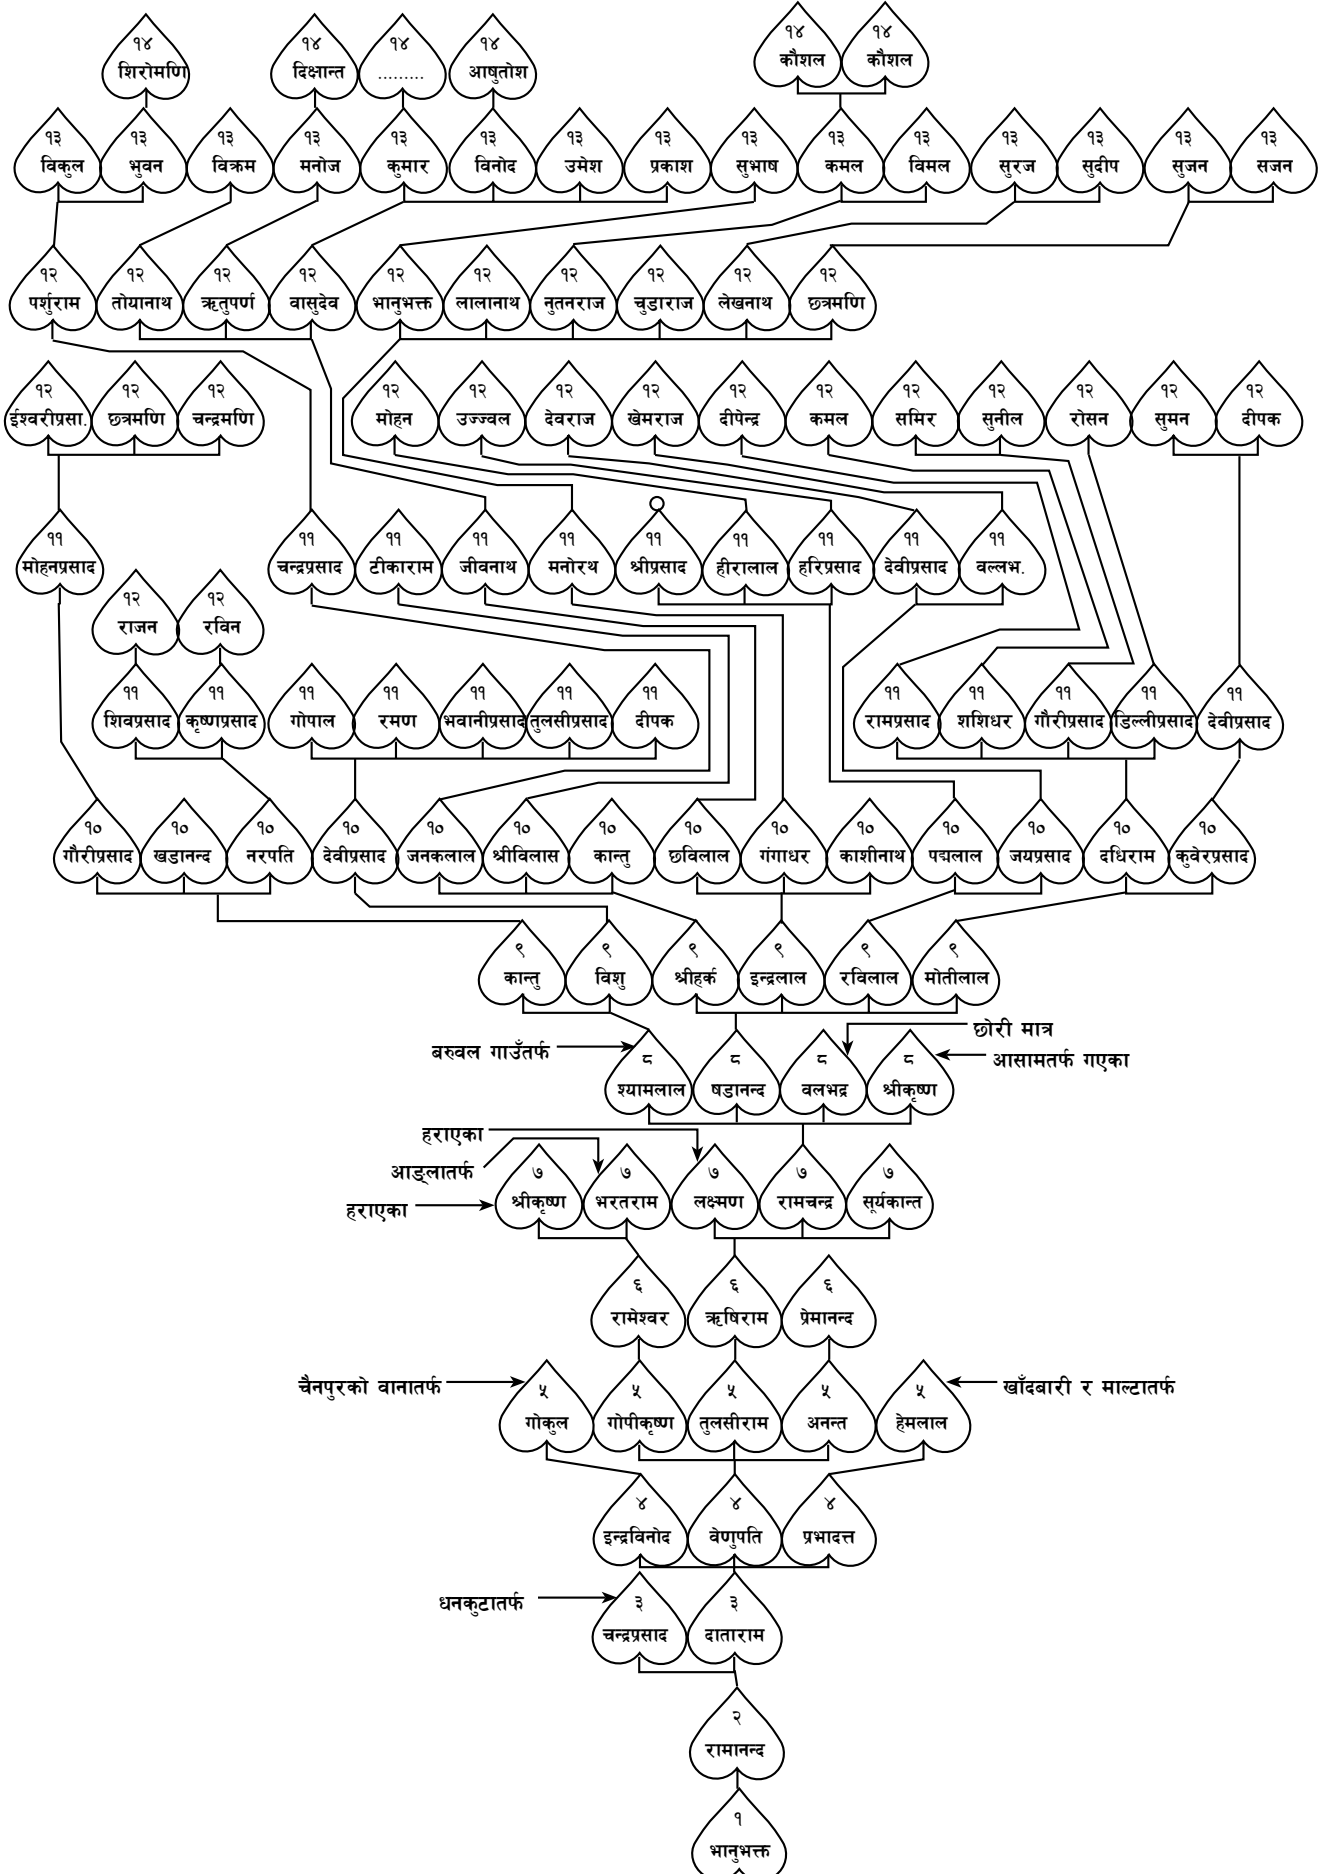 १४ १४ १४ १४ १४ १४
शिरोमणि दिक्षान्त ......... आषुतोश कौशल कौशल
१३ १३ १३ १३ १३ १३ १३ १३ १३ १३ १३ १३ १३ १३ १३
विकुल भुवन विक्रम मनोज कुमार विनोद उमेश प्रकाश सुभाष कमल विमल सुरज सुदीप सुजन सजन
१२ १२ १२ १२ १२ १२ १२ १२ १२ १२
पर्शुराम तोयानाथ ऋतुपर्ण वासुदेव भानुभक्त लालानाथ नुतनराज चुडाराज लेखनाथ छत्रमणि
१२ १२ १२ १२ १२ १२ १२ १२ १२ १२ १२ १२ १२ १२
ईश्वरीप्रसा. छत्रमणि चन्द्रमणि मोहन उज्ज्वल देवराज खेमराज दीपेन्द्र कमल समिर सुनील रोसन सुमन दीपक
११ ११ ११ ११ ११ ११ ११ ११ ११ ११
मोहनप्रसाद चन्द्रप्रसाद टीकाराम जीवनाथ मनोरथ श्रीप्रसाद हीरालाल हरिप्रसाद देवीप्रसाद वल्लभ.
१२ १२
राजन रविन
११ ११ ११ ११ ११ ११ ११ ११ ११ ११ ११ ११
शिवप्रसाद कृष्णप्रसाद गोपाल रमण भवानीप्रसाद तुलसीप्रसाद दीपक रामप्रसाद शशिधर गौरीप्रसाद डिल्लीप्रसाद देवीप्रसाद
१० १० १० १० १० १० १० १० १० १० १० १० १० १०
गौरीप्रसाद खडानन्द नरपति देवीप्रसाद जनकलाल श्रीविलास कान्तु छविलाल गंगाधर काशीनाथ पद्मलाल जयप्रसाद दधिराम कुवेरप्रसाद
९ ९ ९ ९ ९ ९
कान्तु विशु श्रीहर्क इन्द्रलाल रविलाल मोतीलाल
छोरी मात्र
बरुवल गाउँतर्फ
आसामतर्फ गएका
८ ८ ८ ८
श्यामलाल षडानन्द वलभद्र श्रीकृष्ण
हराएका
आङ्लातर्फ
७ ७ ७ ७ ७
श्रीकृष्ण भरतराम लक्ष्मण रामचन्द्र सूर्यकान्त
हराएका
६ ६ ६
रामेश्वर ऋषिराम प्रेमानन्द
चैनपुरको वानातर्फ
खाँदबारी र माल्टातर्फ
५ ५ ५ ५ ५
गोकुल गोपीकृष्ण तुलसीराम अनन्त हेमलाल
४ ४ ४
इन्द्रविनोद वेणुपति प्रभादत्त
धनकुटातर्फ
३ ३
चन्द्रप्रसाद दाताराम
२
रामानन्द
१
भानुभक्त